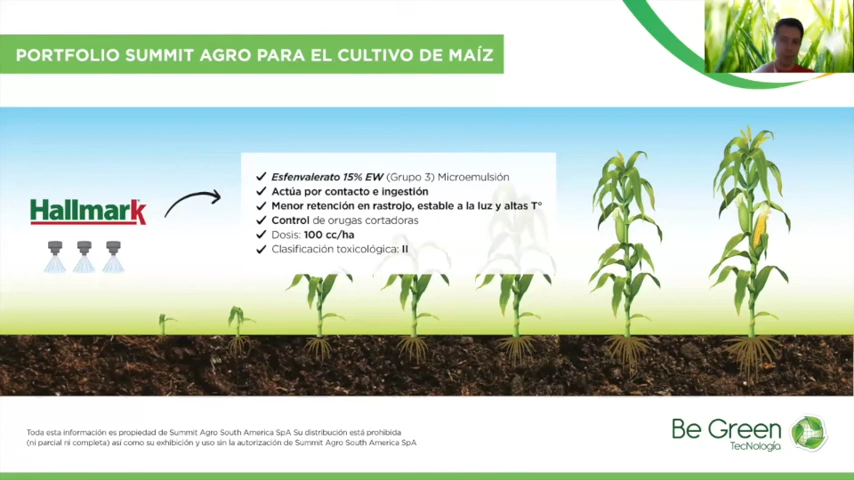 PORTFOLIO SUMMIT AGRO PARA EL CULTIVO DE MAÍZ
Hallmark
Esfenvalerato 15% EW (Grupo 3) Microemulsión
Actúa por contacto e ingestión
Menor retención en rastrojo, estable a la luz y altas T°
Control de orugas cortadoras
Dosis: 100 cc/ha
Clasificación toxicológica: II
Toda esta información es propiedad de Summit Agro South America SpA Su distribución está prohibida
(ni parcial ni completa) así como su exhibición y uso sin la autorización de Summit Agro South America SpA
Be Green
TecNología